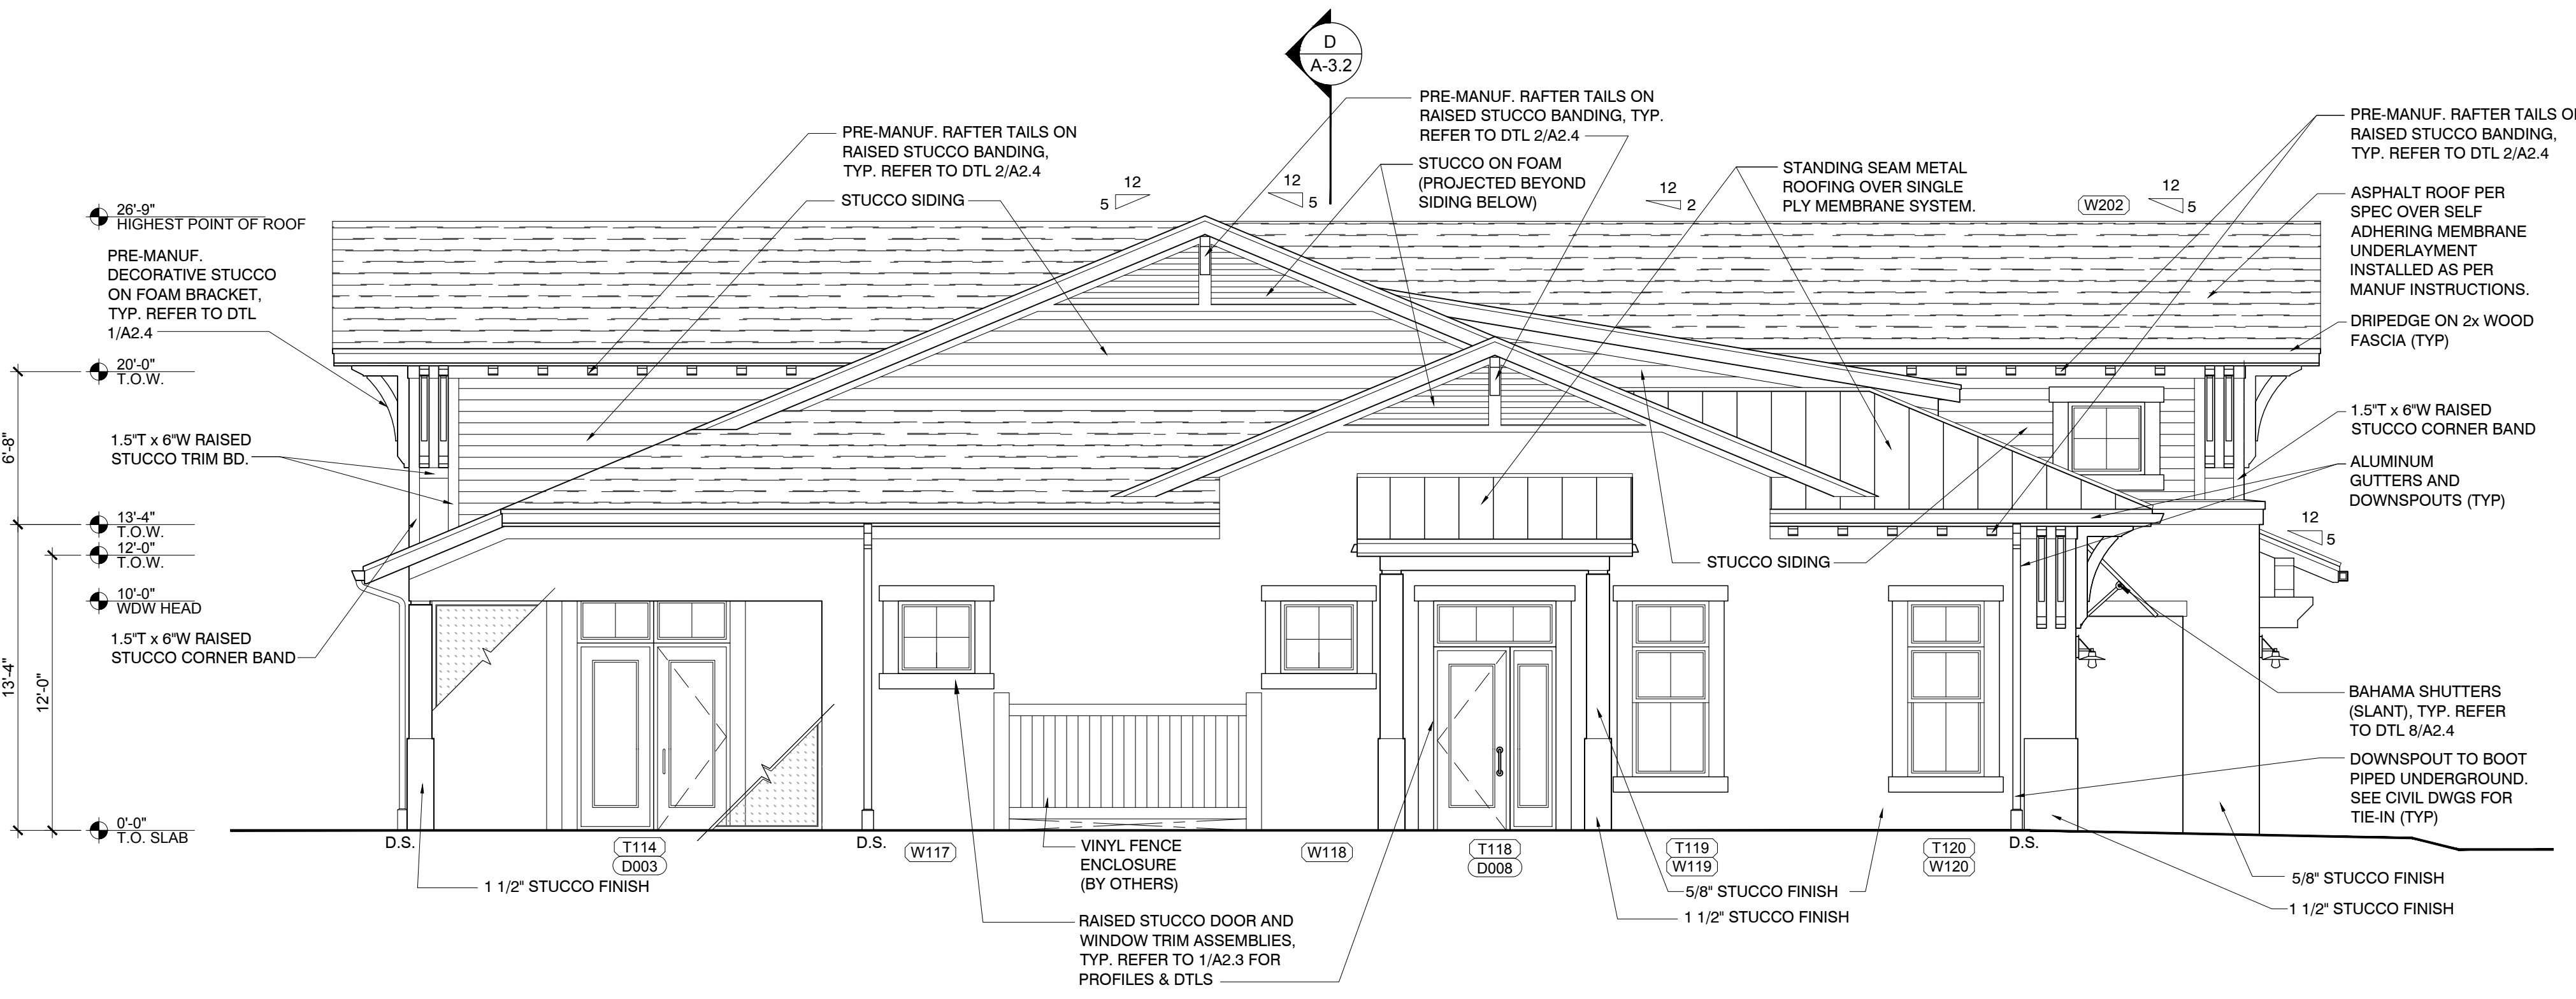 D
A-3.2
PRE-MANUF. RAFTER TAILS ON
RAISED STUCCO BANDING,
TYP. REFER TO DTL 2/A2.4
STUCCO SIDING
PRE-MANUF. RAFTER TAILS ON
RAISED STUCCO BANDING, TYP.
REFER TO DTL 2/A2.4
STUCCO ON FOAM
(PROJECTED BEYOND
SIDING BELOW)
STANDING SEAM METAL
ROOFING OVER SINGLE
PLY MEMBRANE SYSTEM.
PRE-MANUF. RAFTER TAILS
RAISED STUCCO BANDING,
TYP. REFER TO DTL 2/A2.4
12
5
12
5
12
2
W202
12
5
26'-9"
HIGHEST POINT OF ROOF
PRE-MANUF.
DECORATIVE STUCCO
ON FOAM BRACKET,
TYP. REFER TO DTL
1/A2.4
20'-0"
T.O.W.
6'-8"
1.5"T x 6"W RAISED
STUCCO TRIM BD.
13'-4"
T.O.W.
12'-0"
T.O.W.
10'-0"
WDW HEAD
1.5"T x 6"W RAISED
STUCCO CORNER BAND
13'-4"
12'-0"
0'-0"
T.O. SLAB
ASPHALT ROOF PER
SPEC OVER SELF
ADHERING MEMBRANE
UNDERLAYMENT
INSTALLED AS PER
MANUF INSTRUCTIONS.
DRIPEDGE ON 2x WOOD
FASCIA (TYP)
1.5"T x 6"W RAISED
STUCCO CORNER BAND
ALUMINUM
GUTTERS AND
DOWNSPOUTS (TYP)
12
5
STUCCO SIDING
BAHAMA SHUTTERS
(SLANT), TYP. REFER
TO DTL 8/A2.4
DOWNSPOUT TO BOOT
PIPED UNDERGROUND.
SEE CIVIL DWGS FOR
TIE-IN (TYP)
D.S.
T114
D003
D.S.
W117
VINYL FENCE
ENCLOSURE
(BY OTHERS)
W118
T118
D008
T119
W119
T120
W120
D.S.
1 1/2" STUCCO FINISH
5/8" STUCCO FINISH
1 1/2" STUCCO FINISH
5/8" STUCCO FINISH
1 1/2" STUCCO FINISH
RAISED STUCCO DOOR AND
WINDOW TRIM ASSEMBLIES,
TYP. REFER TO 1/A2.3 FOR
PROFILES & DTLS